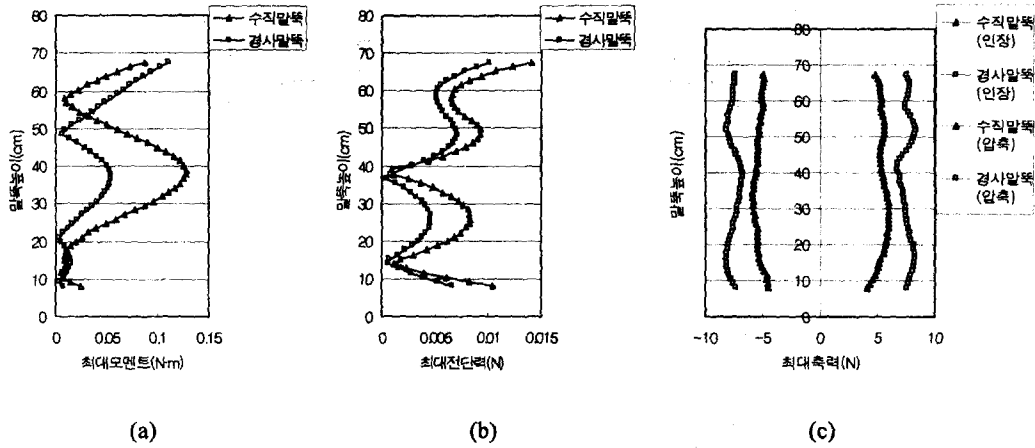 수직말뚝
경사말뚝
80
70
60
50
40
30
20
10
0
말뚝높이(cm)
0 0.05 0.1 0.15
최대모멘트(N·m)
(a)
수직말뚝
경사말뚝
80
70
60
50
40
30
20
10
0
말뚝높이(cm)
0 0.005 0.01 0.015
최대전단력(N)
(b)
80
70
60
50
40
30
20
10
0
말뚝높이(cm)
-10 -5 0 5 10
최대축력(N)
수직말뚝
(인장)
경사말뚝
(인장)
수직말뚝
(압축)
경사말뚝
(압축)
(c)